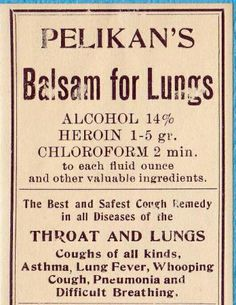 PELIKAN'S
Balsam for Lungs
ALCOHOL 14%
HEROIN 1-5 gr.
CHLOROFORM 2 min.
to each fluid ounce
and other valuable ingredients.
The Best and Safest Cough Remedy
in all Diseases of the
THROAT AND LUNGS
Coughs of all kinds,
Asthma, Lung Fever, Whooping
Cough, Pneumonia and
Difficult Breathing.